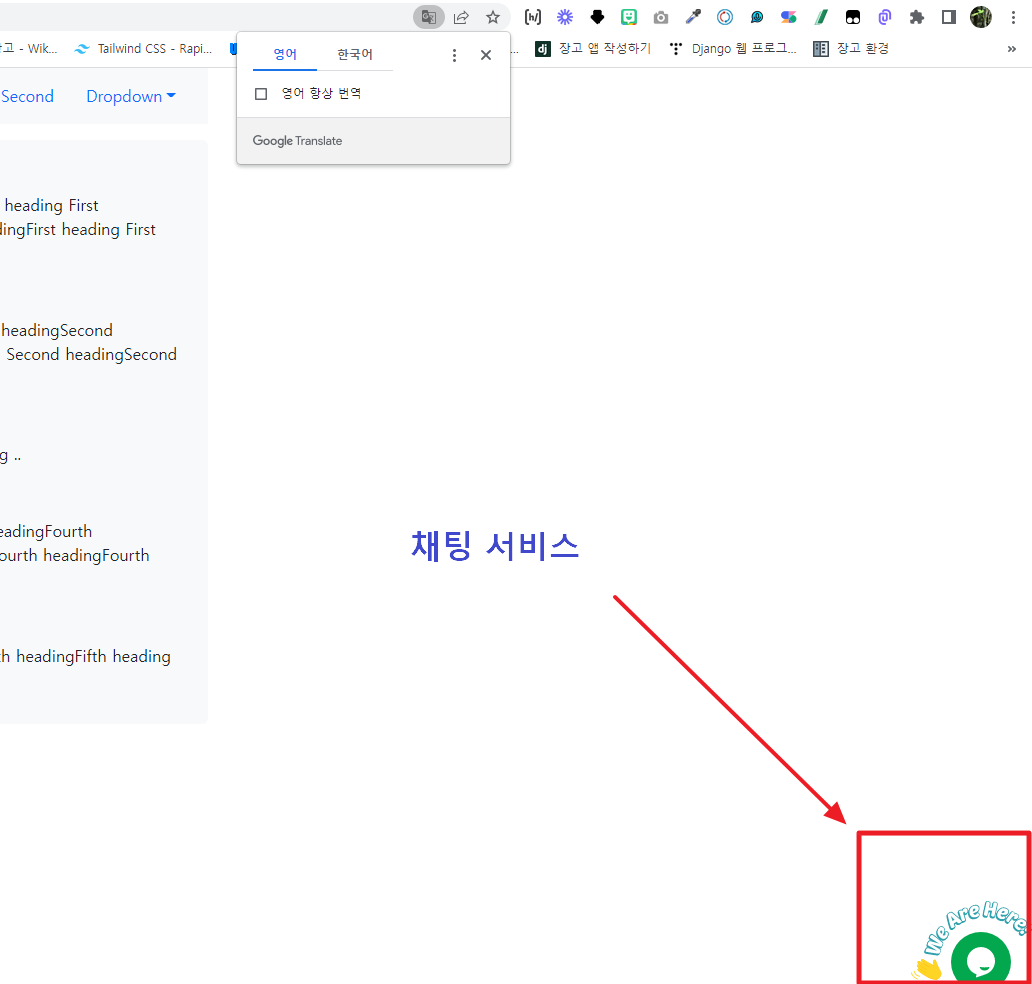 고 - Wik...
Tailwind CSS - Rapi...
...
dj
장고 앱 작성하기
Django 웹 프로그...
장고 환경
»
영어
한국어
영어 항상 번역
Google Translate
Second
Dropdown
heading First
dingFirst heading First
headingSecond
Second headingSecond
g ..
eadingFourth
ourth headingFourth
th headingFifth heading
채팅 서비스
We Are Here!